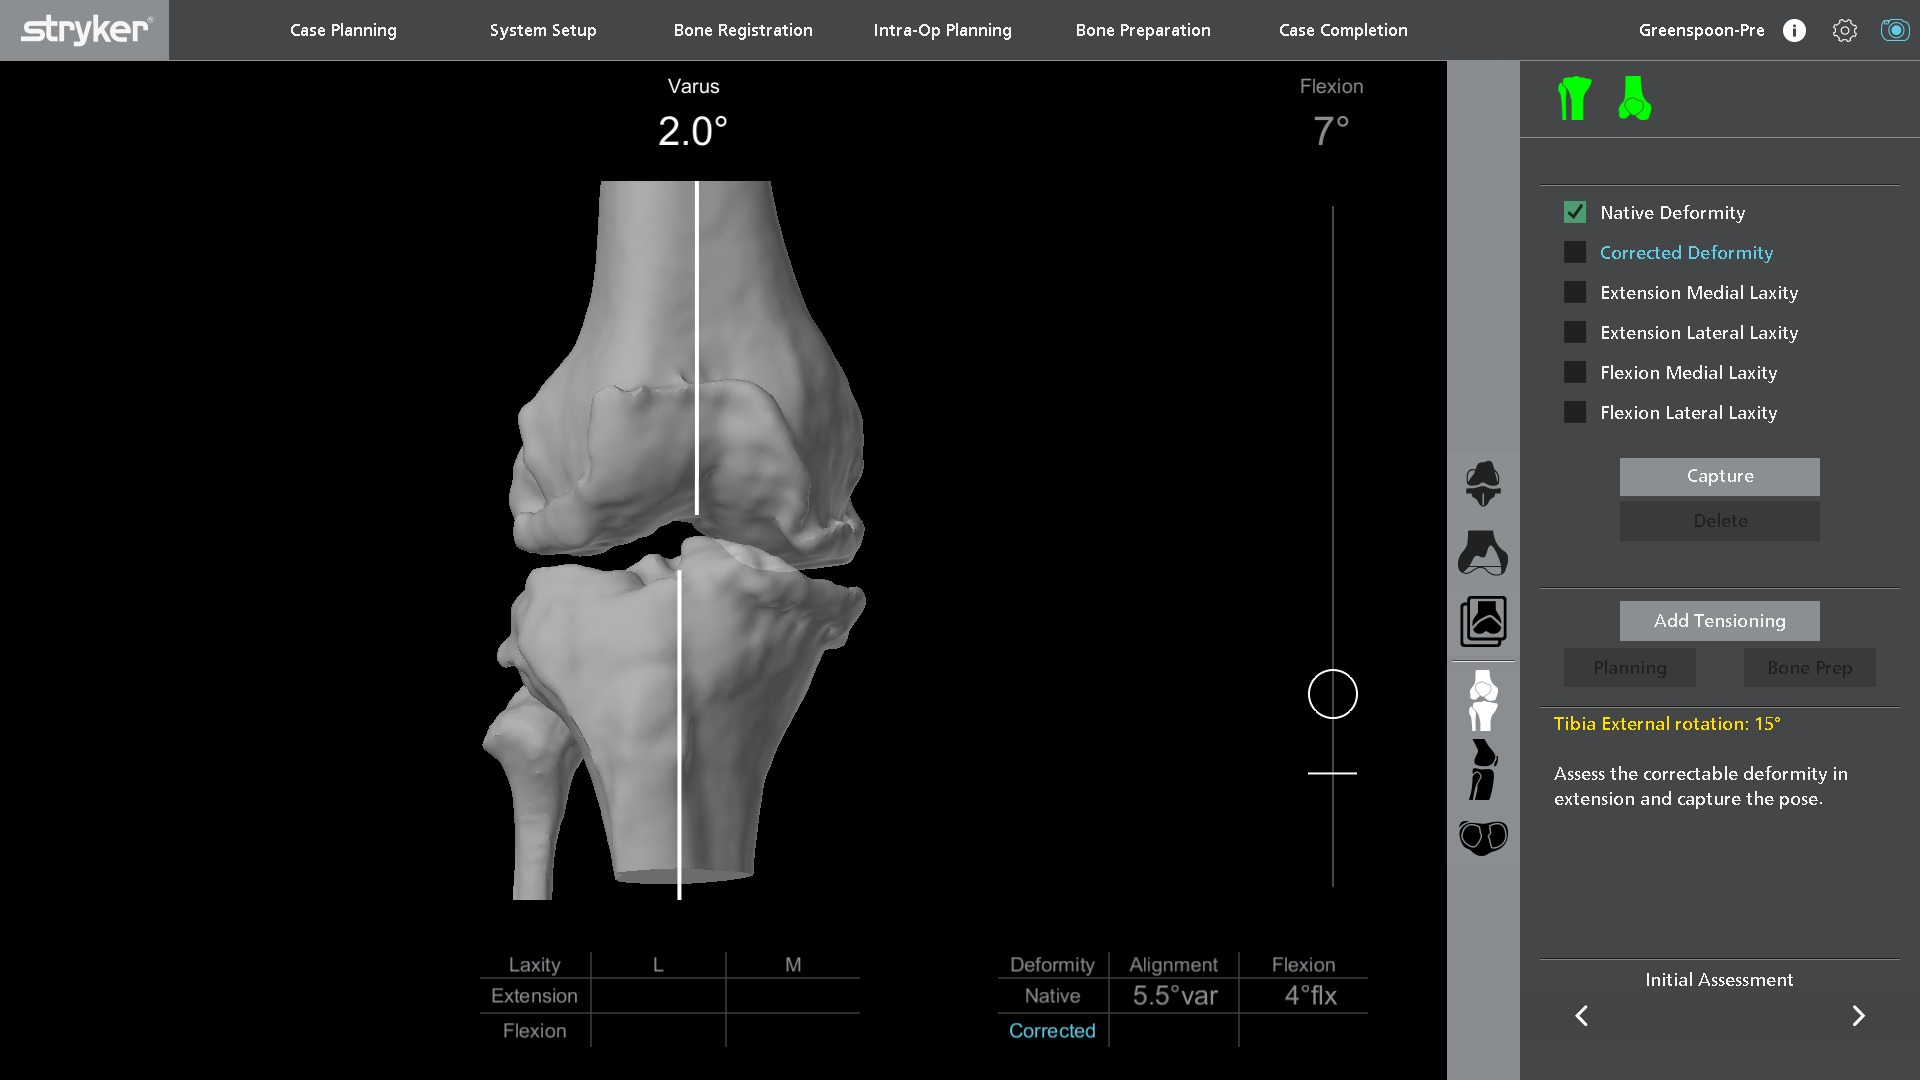 stryker®
Case Planning
System Setup
Bone Registration
Intra-Op Planning
Bone Preparation
Case Completion
Greenspoon-Pre
Varus
2.0°
Flexion
7°
Native Deformity
Corrected Deformity
Extension Medial Laxity
Extension Lateral Laxity
Flexion Medial Laxity
Flexion Lateral Laxity
Capture
Delete
Add Tensioning
Planning
Bone Prep
Tibia External rotation: 15°
Assess the correctable deformity in
extension and capture the pose.
Laxity L M
Extension
Flexion
Deformity Alignment Flexion
Native 5.5°var 4°flx
Corrected
Initial Assessment